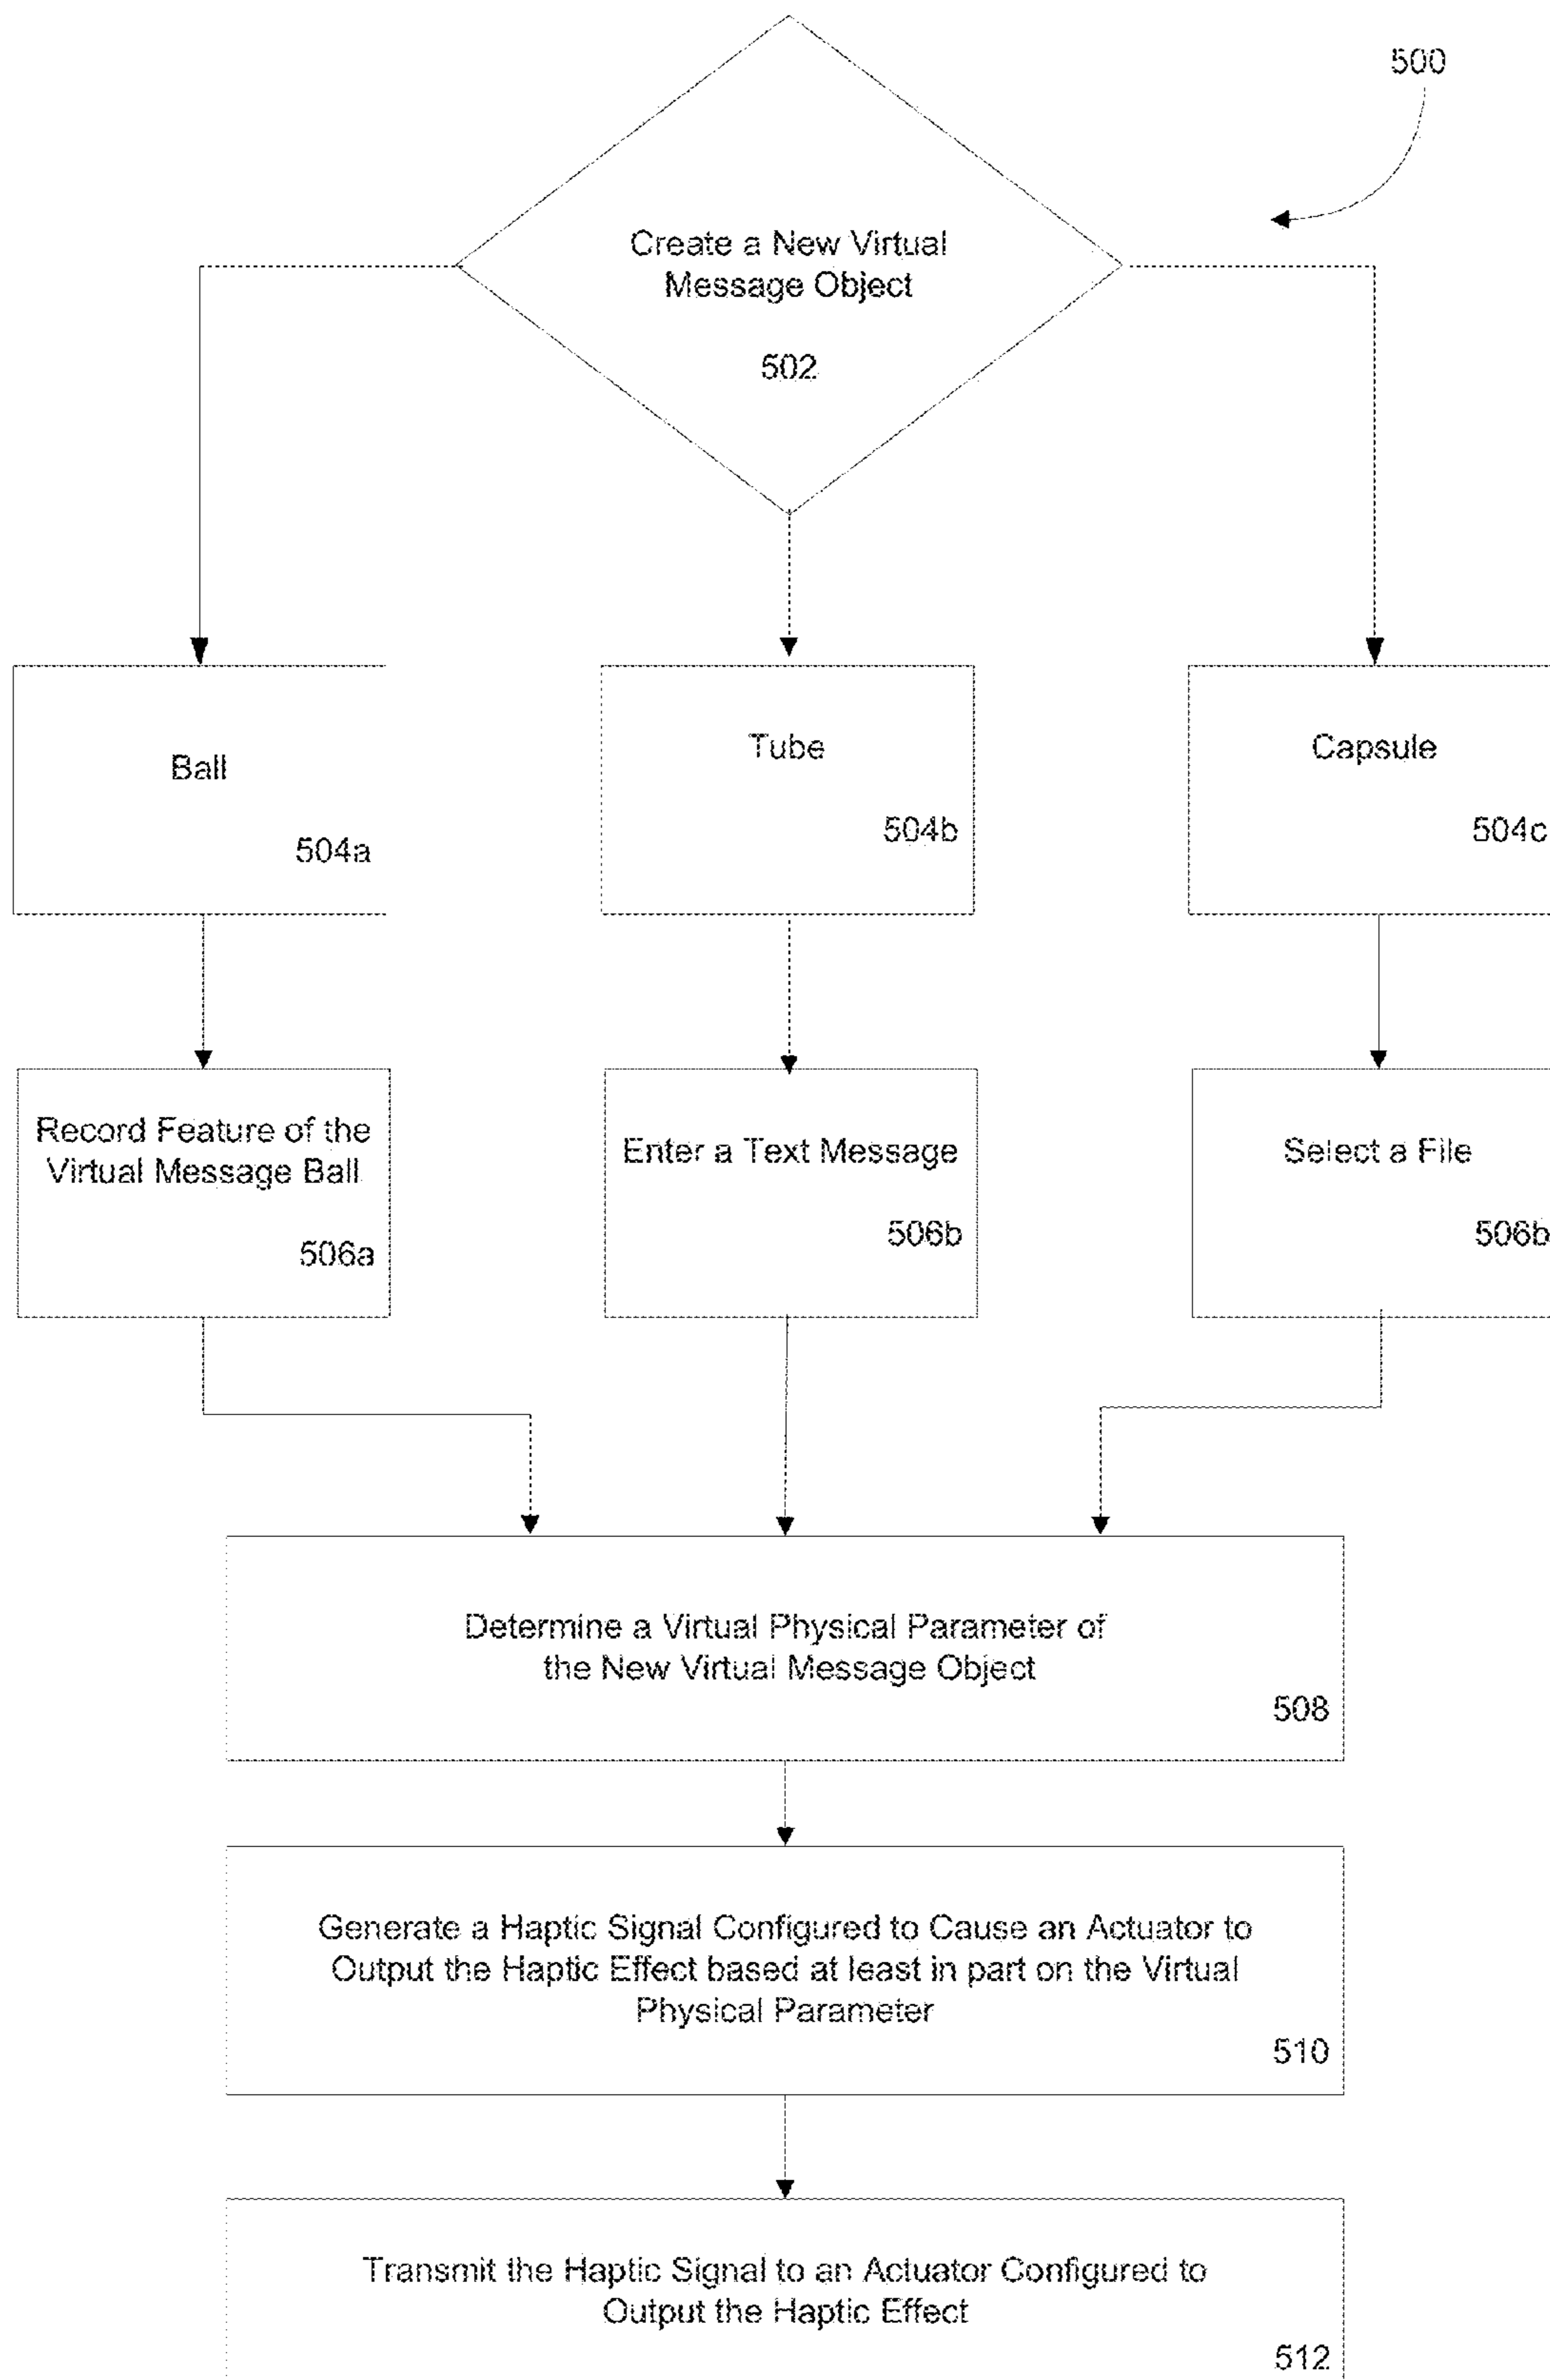 500
Create a New Virtual
Message Object
502
Ball
504a
Tube
504b
Capsule
504c
Record Feature of the
Virtual Message Ball
506a
Enter a Text Message
506b
Select a File
506b
Determine a Virtual Physical Parameter of
the New Virtual Message Object
508
Generate a Haptic Signal Configured to Cause an Actuator to
Output the Haptic Effect based at least in part on the Virtual
Physical Parameter
510
Transmit the Haptic Signal to an Actuator Configured to
Output the Haptic Effect
512